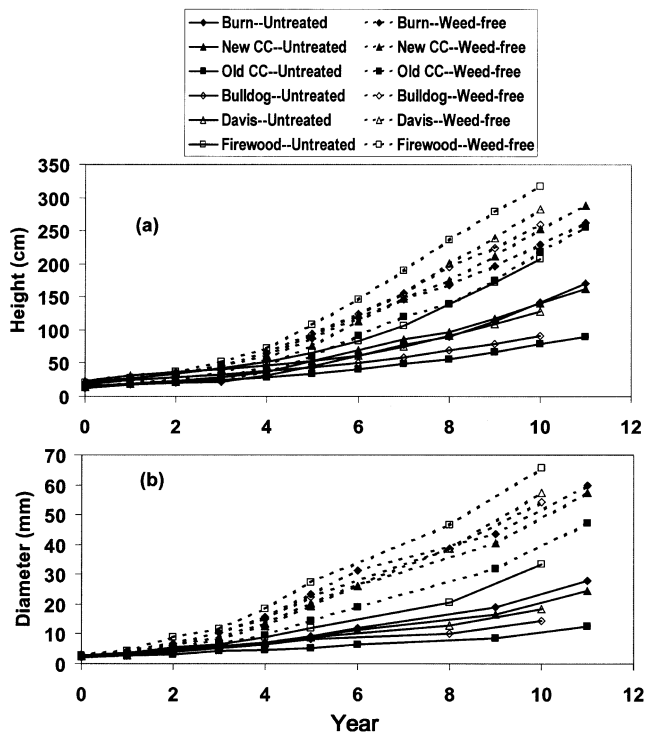 Burn--Untreated Burn--Weed-free
New CC--Untreated New CC--Weed-free
Old CC--Untreated Old CC--Weed-free
Bulldog--Untreated Bulldog--Weed-free
Davis--Untreated Davis--Weed-free
Firewood--Untreated Firewood--Weed-free
350
300
250
200
150
100
50
0
Height (cm)
(a)
0 2 4 6 8 10 12
70
60
50
40
30
20
10
0
Diameter (mm)
(b)
0 2 4 6 8 10 12
Year